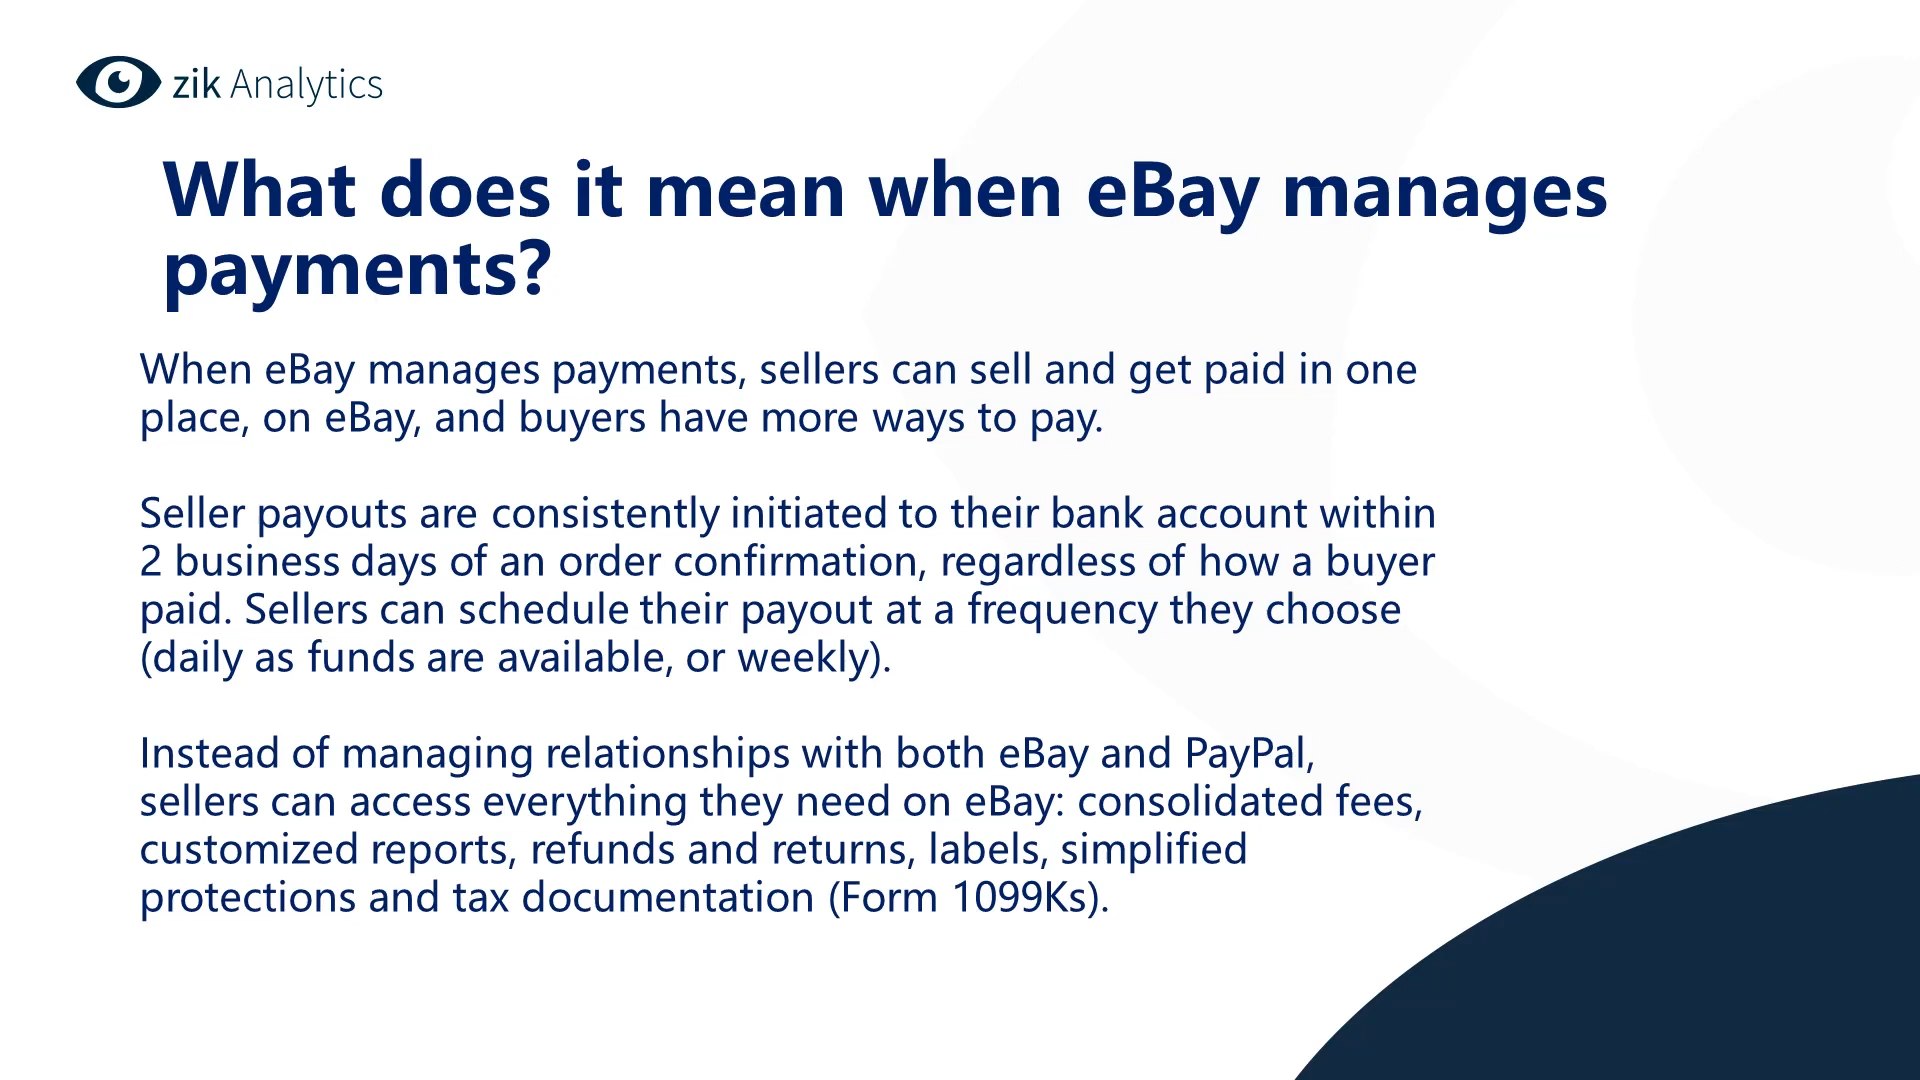 zik Analytics
What does it mean when eBay manages
payments?
When eBay manages payments, sellers can sell and get paid in one
place, on eBay, and buyers have more ways to pay.
Seller payouts are consistently initiated to their bank account within
2 business days of an order confirmation, regardless of how a buyer
paid. Sellers can schedule their payout at a frequency they choose
(daily as funds are available, or weekly).
Instead of managing relationships with both eBay and PayPal,
sellers can access everything they need on eBay: consolidated fees,
customized reports, refunds and returns, labels, simplified
protections and tax documentation (Form 1099Ks).